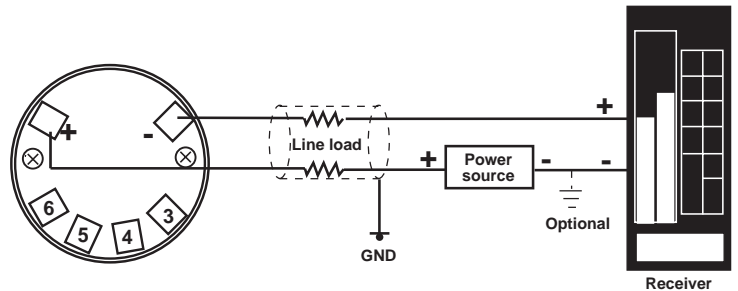 +
+
-
Line load
+
Power
source
-
-
6
5
4
3
Optional
GND
Receiver